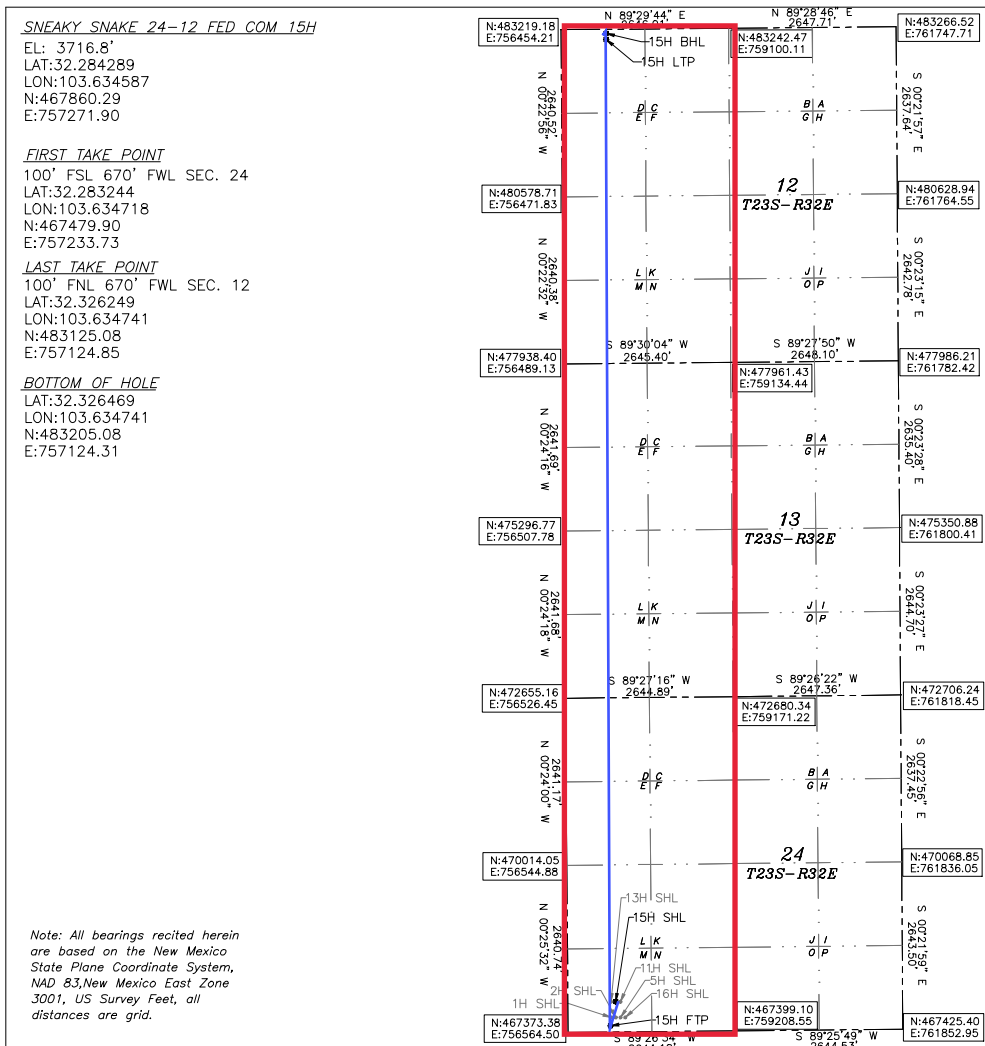 SNEAKY SNAKE 24-12 FED COM 15H
EL: 3716.8'
LAT:32.284289
LON:103.634587
N:467860.29
E:757271.90
FIRST TAKE POINT
100' FSL 670' FWL SEC. 24
LAT:32.283244
LON:103.634718
N:467479.90
E:757233.73
LAST TAKE POINT
100' FNL 670' FWL SEC. 12
LAT:32.326249
LON:103.634741
N:483125.08
E:757124.85
BOTTOM OF HOLE
LAT:32.326469
LON:103.634741
N:483205.08
E:757124.31
Note: All bearings recited herein
are based on the New Mexico
State Plane Coordinate System,
NAD 83,New Mexico East Zone
3001, US Survey Feet, all
distances are grid.
N 89°29'44" E
N 89°28'46" E
2647.71'
N:483219.18
E:756454.21
N:483242.47
E:759100.11
N:483266.52
E:761747.71
15H BHL
15H LTP
N 00°22'56" W
2640.52'
D C
E F
B A
G H
S 00°21'57" E
2637.64'
12
T23S-R32E
N:480578.71
E:756471.83
N:480628.94
E:761764.55
N 00°22'32" W
2640.38'
L K
M N
J I
O P
S 00°23'15" E
2642.78'
S 89°30'04" W
2645.40'
S 89°27'50" W
2648.10'
N:477938.40
E:756489.13
N:477961.43
E:759134.44
N:477986.21
E:761782.42
N 00°24'16" W
2641.69'
D C
E F
B A
G H
S 00°23'28" E
2635.40'
13
T23S-R32E
N:475296.77
E:756507.78
N:475350.88
E:761800.41
N 00°24'18" W
2641.68'
L K
M N
J I
O P
S 00°23'27" E
2644.70'
S 89°27'16" W
2644.89'
S 89°26'22" W
2647.36'
N:472655.16
E:756526.45
N:472680.34
E:759171.22
N:472706.24
E:761818.45
N 00°24'00" W
2641.17'
D C
E F
B A
G H
S 00°22'56" E
2637.45'
24
T23S-R32E
N:470014.05
E:756544.88
N:470068.85
E:761836.05
13H SHL
15H SHL
N 00°25'32" W
2640.74'
L K
M N
J I
O P
S 00°21'59" E
2643.50'
11H SHL
5H SHL
2H SHL
16H SHL
1H SHL
15H FTP
N:467373.38
E:756564.50
N:467399.10
E:759208.55
N:467425.40
E:761852.95
S 89°26'34" W
S 89°25'49" W
2644.53'